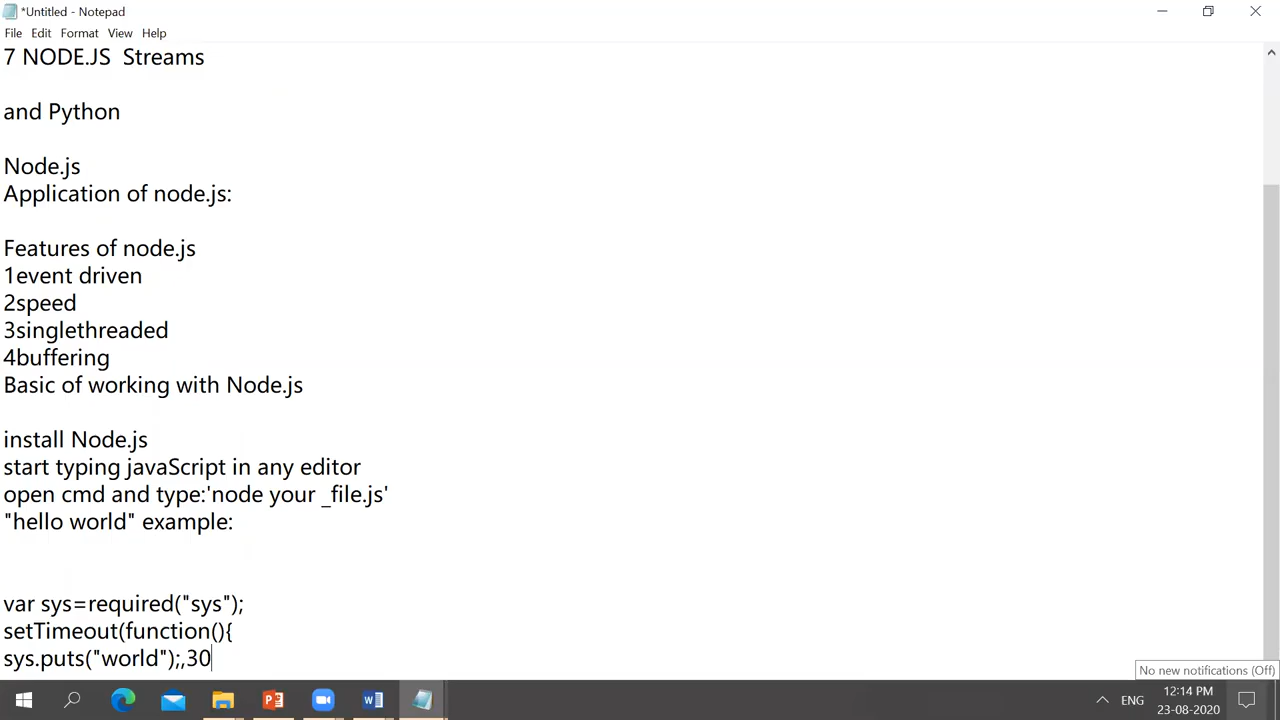 *Untitled - Notepad
File Edit Format View Help
7 NODE.JS  Streams
and Python
Node.js
Application of node.js:
Features of node.js
1event driven
2speed
3singlethreaded
4buffering
Basic of working with Node.js
install Node.js
start typing javaScript in any editor
open cmd and type:'node your _file.js'
"hello world" example:
var sys=required("sys");
setTimeout(function(){
sys.puts("world");,30
No new notifications (Off)
ENG
12:14 PM
23-08-2020